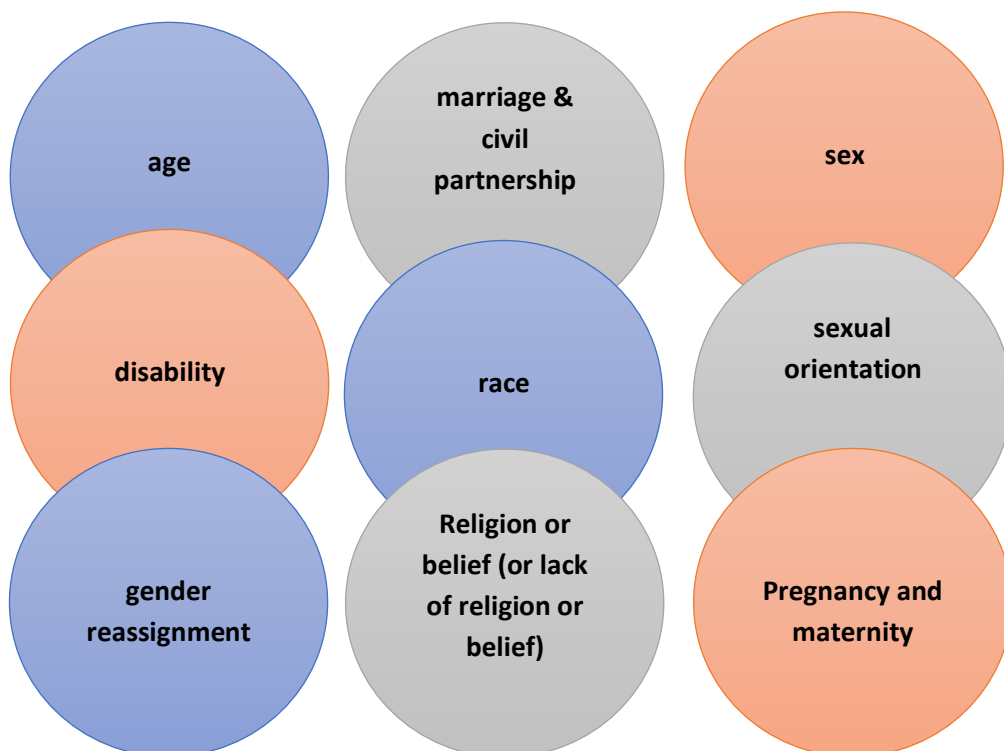 age
marriage &
civil
partnership
sex
disability
race
sexual
orientation
gender
reassignment
Religion or
belief (or lack
of religion or
belief)
Pregnancy and
maternity